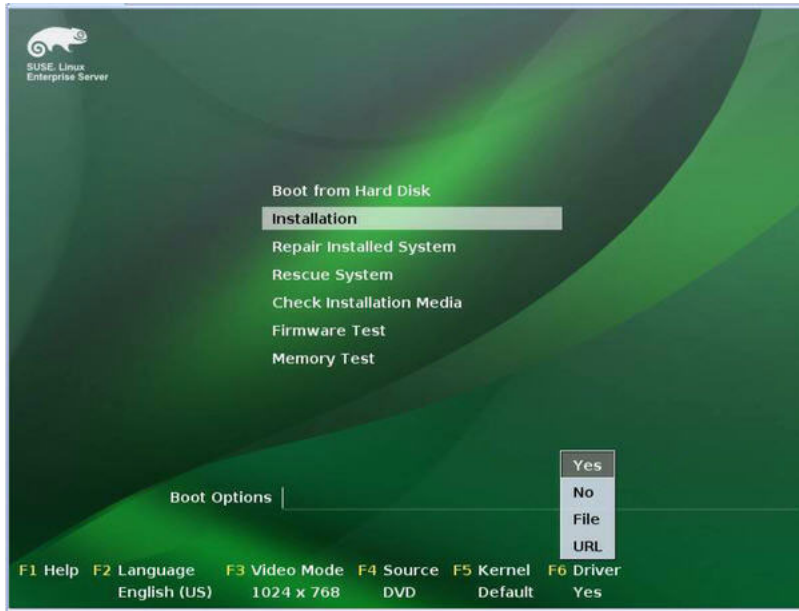 SUSE. Linux
Enterprise Server
Boot from Hard Disk
Installation
Repair Installed System
Rescue System
Check Installation Media
Firmware Test
Memory Test
Yes
No
File
URL
Boot Options
F1 Help F2 Language F3 Video Mode F4 Source F5 Kernel F6 Driver
English (US) 1024 x 768 DVD Default Yes